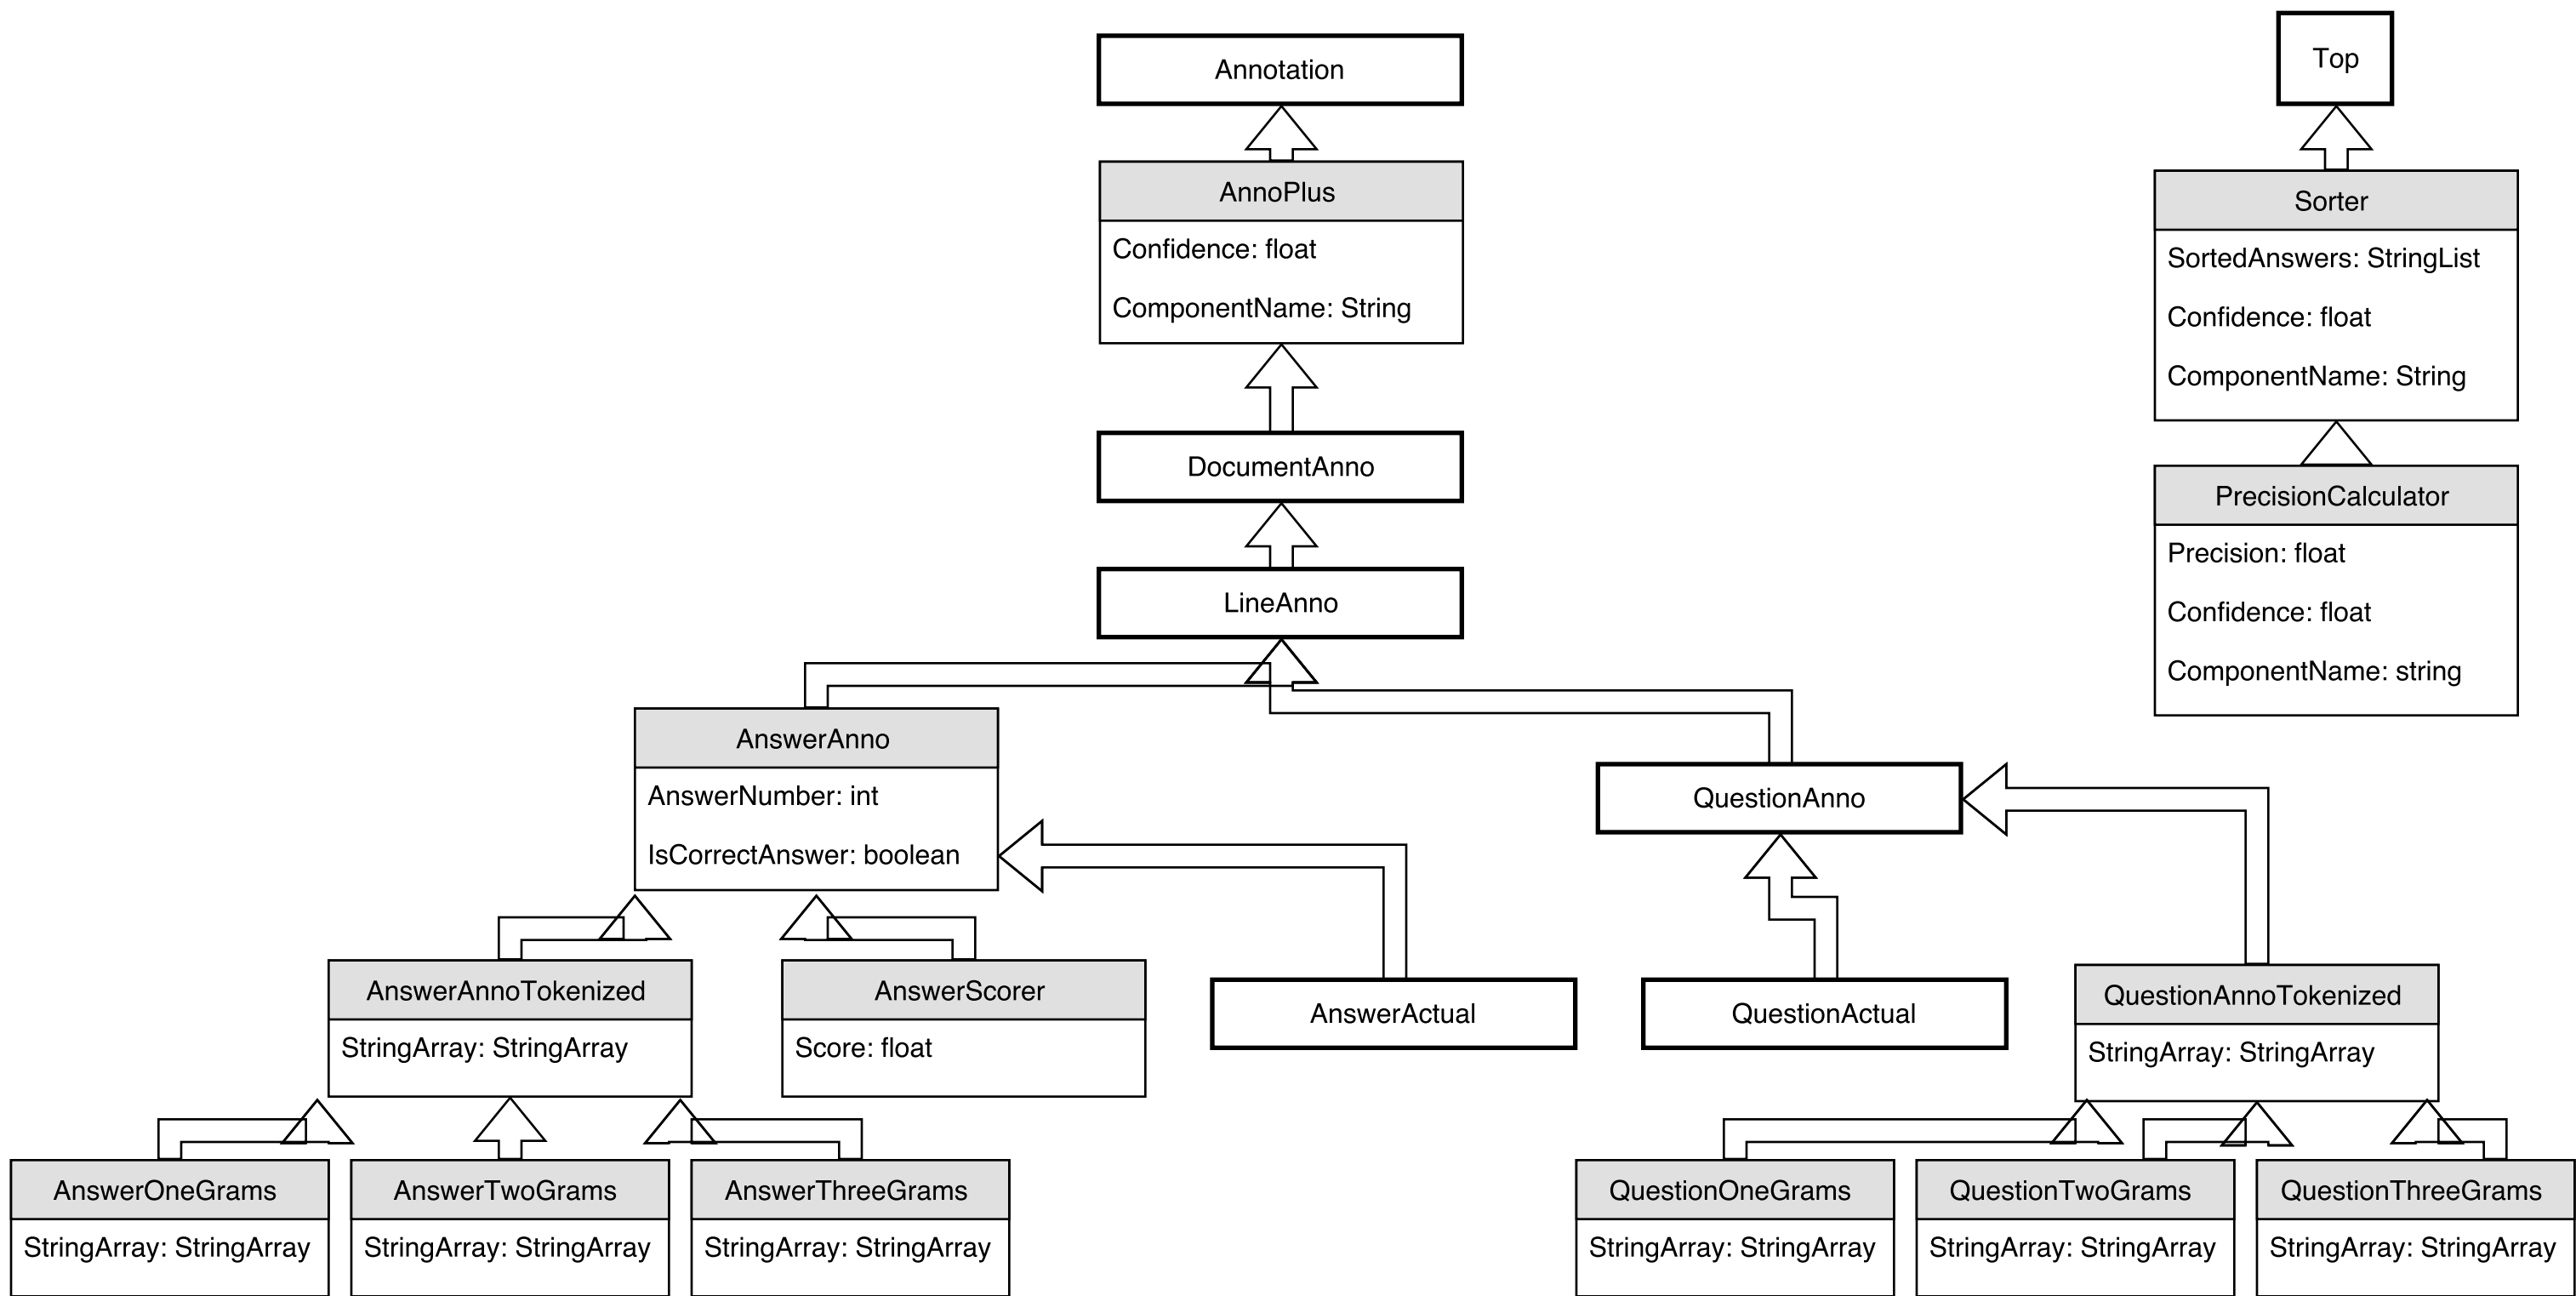 Annotation
AnnoPlus
Confidence: float
ComponentName: String
DocumentAnno
LineAnno
Top
Sorter
SortedAnswers: StringList
Confidence: float
ComponentName: String
PrecisionCalculator
Precision: float
Confidence: float
ComponentName: string
AnswerAnno
AnswerNumber: int
IsCorrectAnswer: boolean
QuestionAnno
AnswerAnnoTokenized
StringArray: StringArray
AnswerScorer
Score: float
AnswerActual
QuestionActual
QuestionAnnoTokenized
StringArray: StringArray
AnswerOneGrams
StringArray: StringArray
AnswerTwoGrams
StringArray: StringArray
AnswerThreeGrams
StringArray: StringArray
QuestionOneGrams
StringArray: StringArray
QuestionTwoGrams
StringArray: StringArray
QuestionThreeGrams
StringArray: StringArray